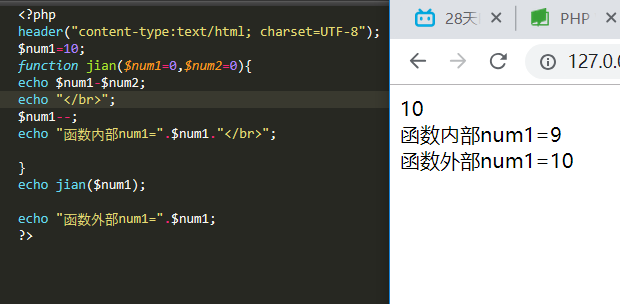 <?php
header("content-type:text/html; charset=UTF-8");
$num1=10;
function jian($num1=0,$num2=0){
echo $num1-$num2;
echo "</br>";
$num1--;
echo "函数内部num1=".$num1."</br>";
}
echo jian($num1);
echo "函数外部num1=".$num1;
?>
28天
PHP
127.0.0
10
函数内部num1=9
函数外部num1=10